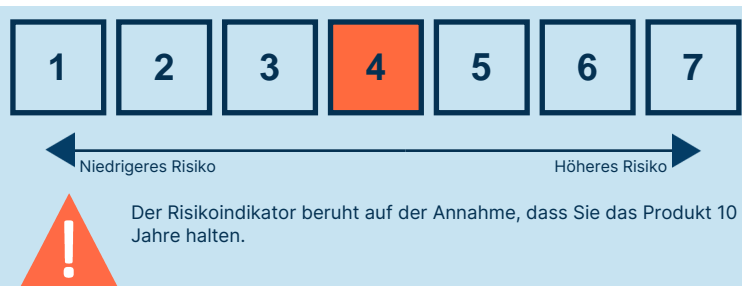 1 2 3 4 5 6 7
Niedrigeres Risiko Höheres Risiko
!
Der Risikoindikator beruht auf der Annahme, dass Sie das Produkt 10
Jahre halten.